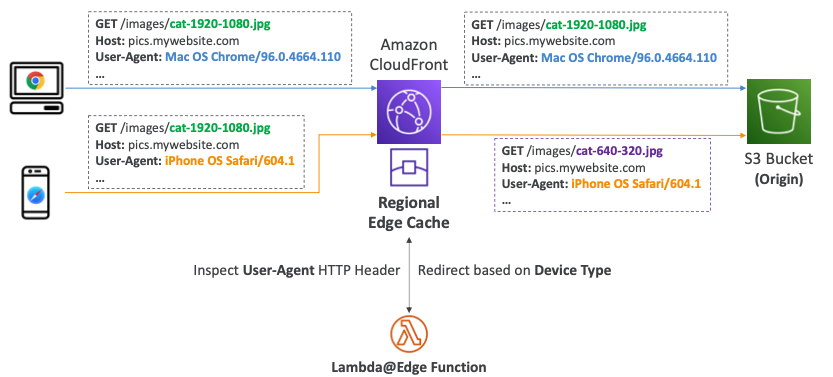 GET /images/cat-1920-1080.jpg
Host: pics.mywebsite.com
User-Agent: Mac OS Chrome/96.0.4664.110
...
Amazon
CloudFront
GET /images/cat-1920-1080.jpg
Host: pics.mywebsite.com
User-Agent: Mac OS Chrome/96.0.4664.110
...
GET /images/cat-1920-1080.jpg
Host: pics.mywebsite.com
User-Agent: iPhone OS Safari/604.1
...
GET /images/cat-640-320.jpg
Host: pics.mywebsite.com
User-Agent: iPhone OS Safari/604.1
...
S3 Bucket
(Origin)
Regional
Edge Cache
Inspect User-Agent HTTP Header
Redirect based on Device Type
Lambda@Edge Function